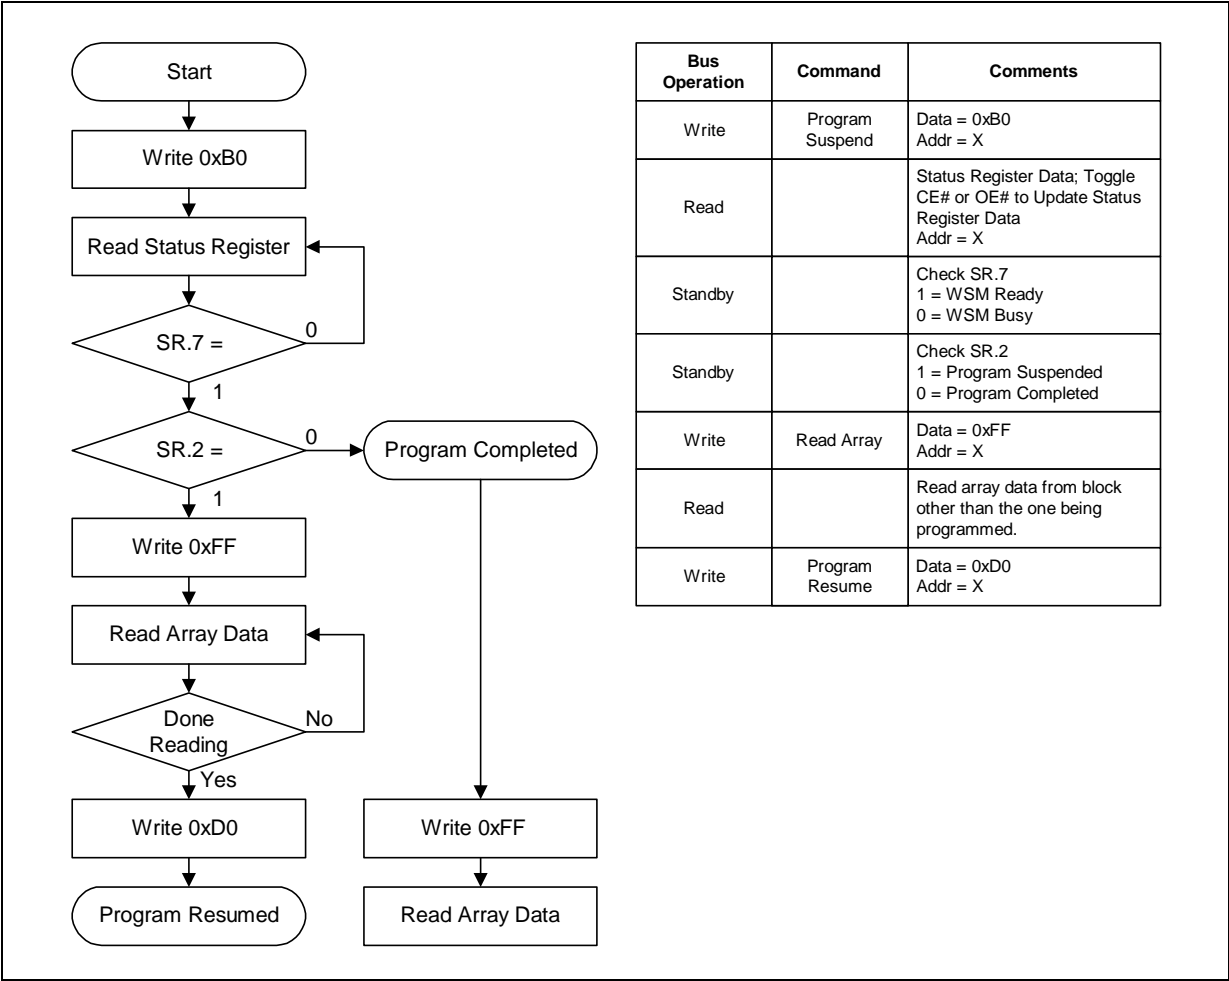 Start
Write 0xB0
Read Status Register
SR.7 =
0
1
SR.2 =
0
Program Completed
1
Write 0xFF
Read Array Data
Done
Reading
No
Yes
Write 0xD0
Write 0xFF
Program Resumed
Read Array Data
Bus
Operation
Command
Comments
Write
Program
Suspend
Data = 0xB0
Addr = X
Read
Status Register Data; Toggle
CE# or OE# to Update Status
Register Data
Addr = X
Standby
Check SR.7
1 = WSM Ready
0 = WSM Busy
Standby
Check SR.2
1 = Program Suspended
0 = Program Completed
Write
Read Array
Data = 0xFF
Addr = X
Read
Read array data from block
other than the one being
programmed.
Write
Program
Resume
Data = 0xD0
Addr = X